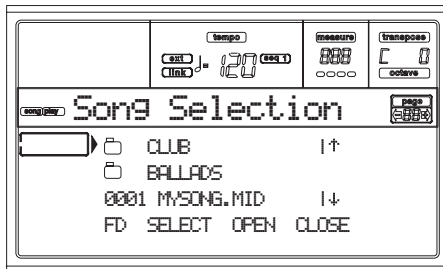 tempo measure transpose
ext link 120 seq 1 888 C 0
octave
song play Song Selection page 88
CLUB
BALLADS
0001 MYSONG.MID
FD SELECT OPEN CLOSE